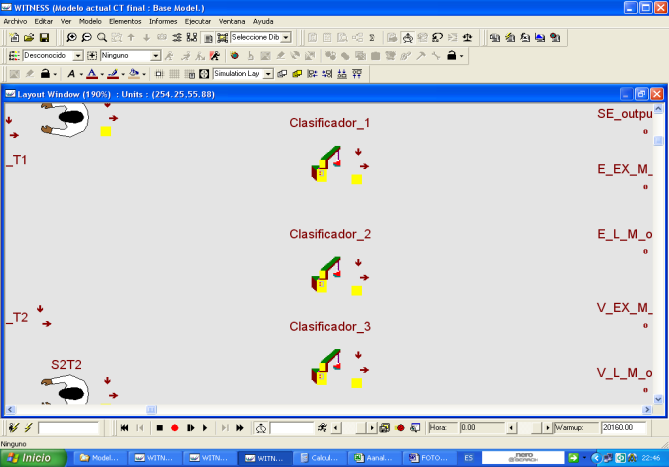 WITNESS (Modelo actual CT final : Base Model.)
Archivo Editar Ver Modelo Elementos Informes Ejecutar Ventana Ayuda
Seleccione Dib
Desconocido Ninguno
Simulation Lay
Layout Window (190%) : Units : (254.25,55.88)
Clasificador_1
SE_outpu
_T1
E_EX_M_
Clasificador_2
E_L_M_o
_T2
V_EX_M_
Clasificador_3
S2T2
V_L_M_o
Hora: 0.00 Warmup: 20160.00
Ninguno
Inicio Model... WITN... WITN... WITN... Calcul... Aanal... FOTO... ES nero SEARCH 22:46